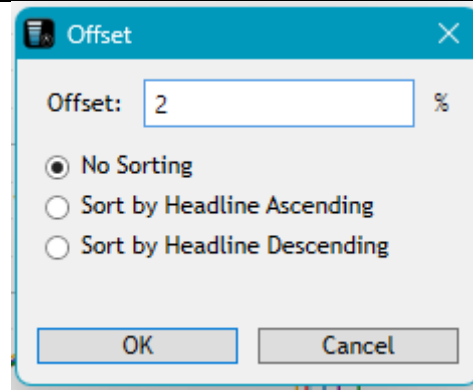 Offset
Offset: 2 %
No Sorting
Sort by Headline Ascending
Sort by Headline Descending
OK Cancel